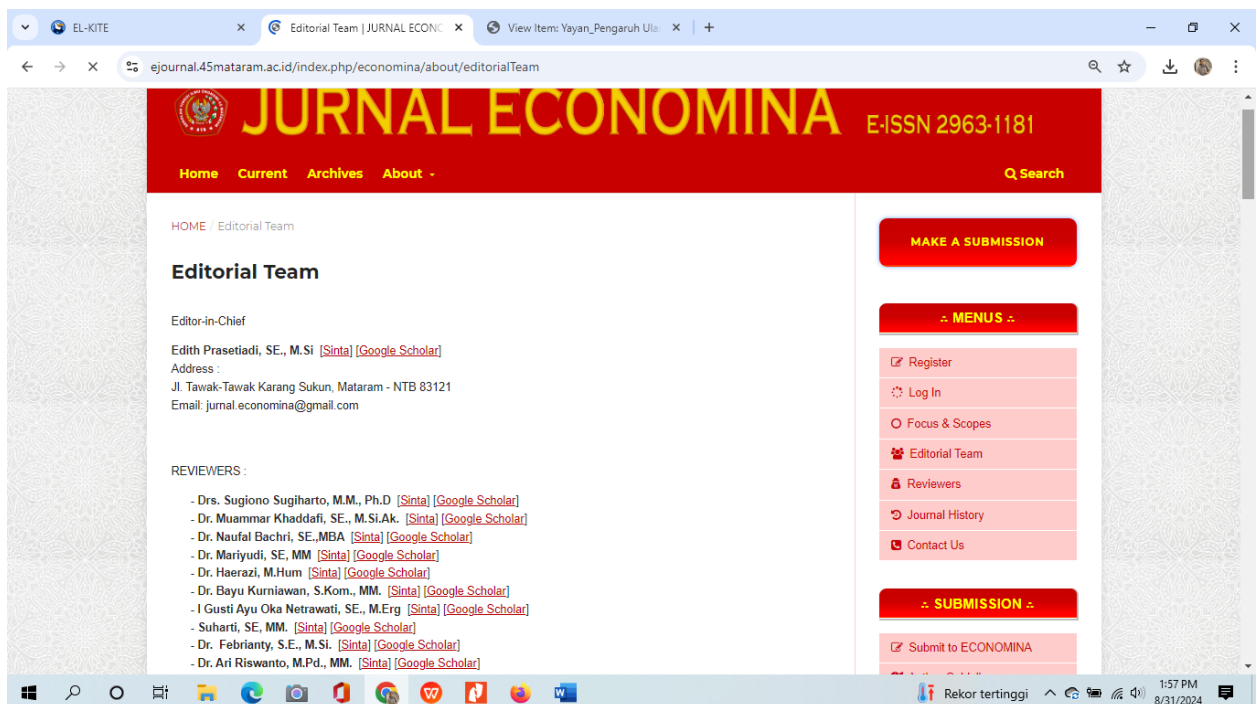 EL-KITE
Editorial Team | JURNAL ECONC
View Item: Yayan_Pengaruh Ula
ejournal.45mataram.ac.id/index.php/economina/about/editorialTeam
JURNAL ECONOMINA E-ISSN 2963-1181
Home Current Archives About
Search
HOME / Editorial Team
Editorial Team
Editor-in-Chief
Edith Prasetiadi, SE., M.Si [Sinta] [Google Scholar]
Address :
Jl. Tawak-Tawak Karang Sukun, Mataram - NTB 83121
Email: jurnal.economina@gmail.com
REVIEWERS :
- Drs. Sugiono Sugiharto, M.M., Ph.D [Sinta] [Google Scholar]
- Dr. Muammar Khaddafi, SE., M.Si.Ak. [Sinta] [Google Scholar]
- Dr. Naufal Bachri, SE.,MBA [Sinta] [Google Scholar]
- Dr. Mariyudi, SE, MM [Sinta] [Google Scholar]
- Dr. Haerazi, M.Hum [Sinta] [Google Scholar]
- Dr. Bayu Kurniawan, S.Kom., MM. [Sinta] [Google Scholar]
- I Gusti Ayu Oka Netrawati, SE., M.Erg [Sinta] [Google Scholar]
- Suharti, SE, MM. [Sinta] [Google Scholar]
- Dr. Febrianty, S.E., M.Si. [Sinta] [Google Scholar]
- Dr. Ari Riswanto, M.Pd., MM. [Sinta] [Google Scholar]
MAKE A SUBMISSION
∴ MENUS ∴
Register
Log In
Focus & Scopes
Editorial Team
Reviewers
Journal History
Contact Us
∴ SUBMISSION ∴
Submit to ECONOMINA
Rekor tertinggi
1:57 PM
8/31/2024